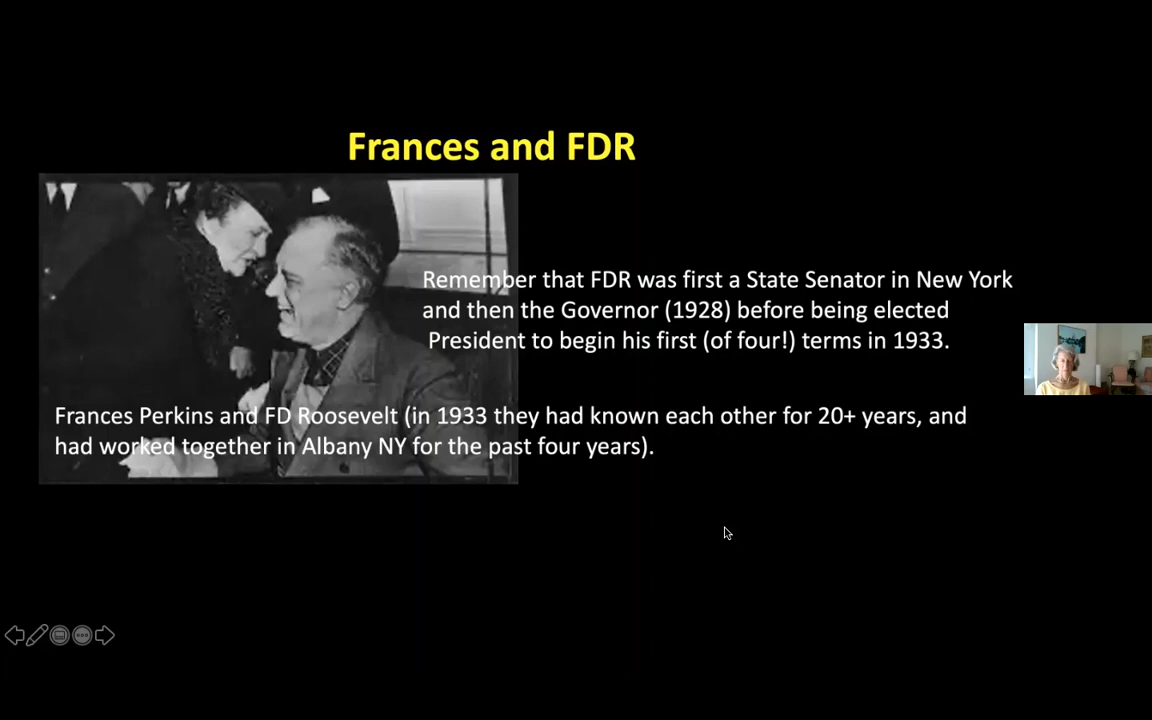 Frances and FDR
Remember that FDR was first a State Senator in New York
and then the Governor (1928) before being elected
President to begin his first (of four!) terms in 1933.
Frances Perkins and FD Roosevelt (in 1933 they had known each other for 20+ years, and
had worked together in Albany NY for the past four years).